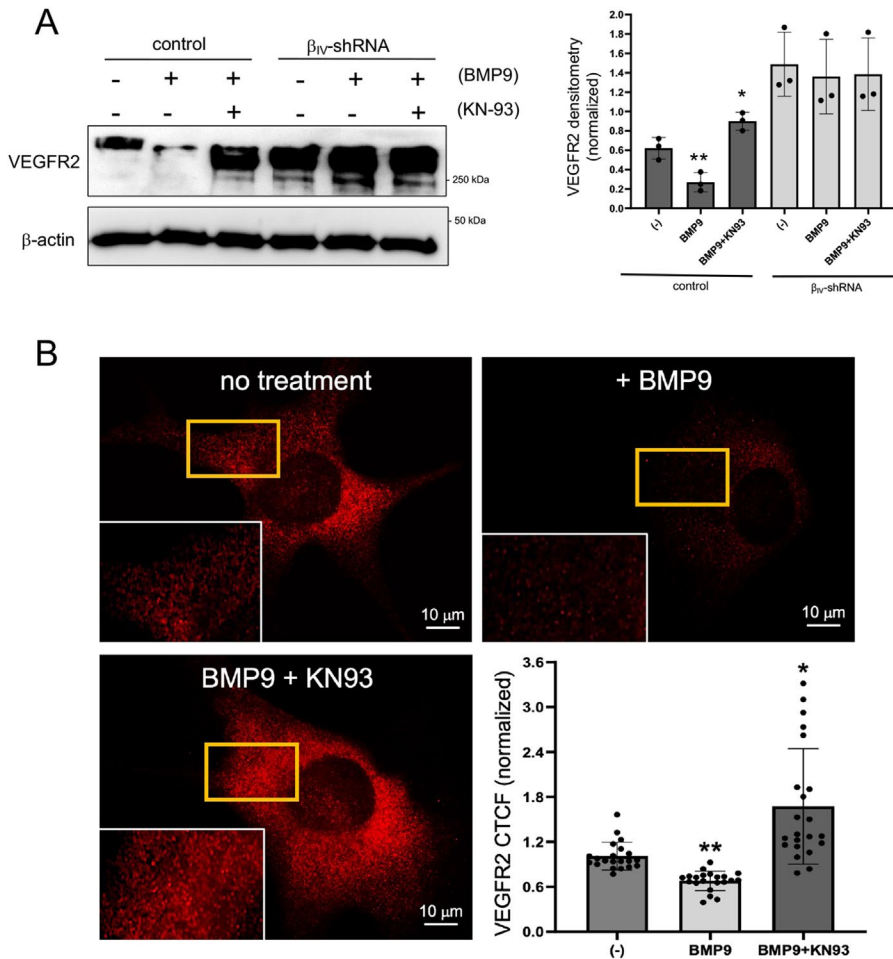 A
control
β_IV-shRNA
- + + - + + (BMP9)
- - + - - + (KN-93)
VEGFR2
250 kDa
50 kDa
β-actin
VEGFR2 densitometry
(normalized)
2.0
1.8
1.6
1.4
1.2
1.0
0.8
0.6
0.4
0.2
0.0
** *
(-) BMP9 BMP9+KN93 (-) BMP9 BMP9+KN93
control β_IV-shRNA
B
no treatment
10 μm
+ BMP9
10 μm
BMP9 + KN93
10 μm
VEGFR2 CTCF (normalized)
3.6
3.0
2.4
1.8
1.2
0.6
0.0
** *
(-) BMP9 BMP9+KN93